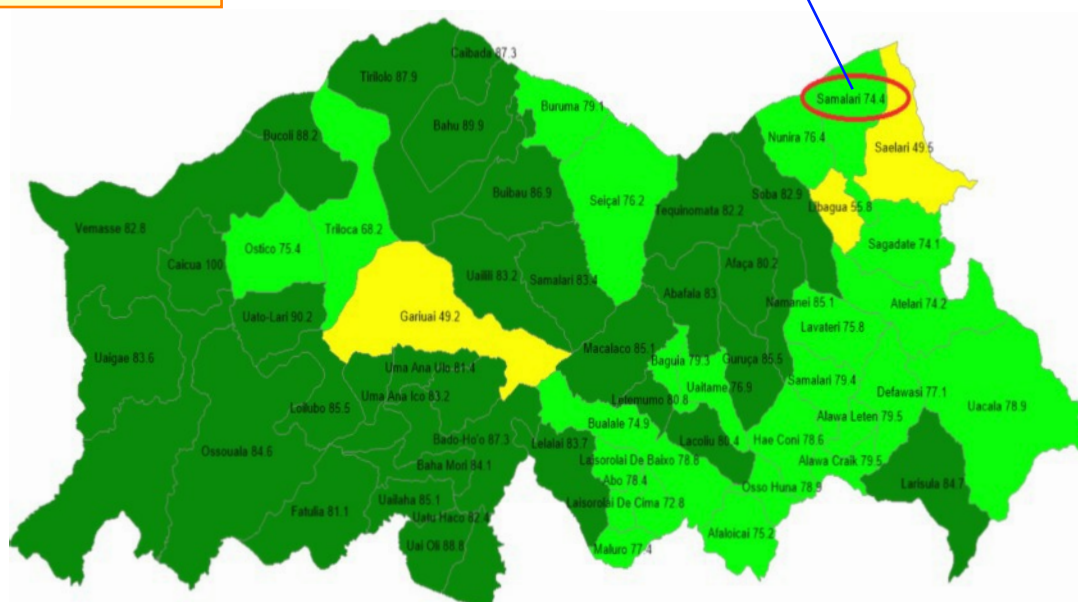 Caibada 87.3
Tirilolo 87.9
Samalari 74.4
Buruma 79.1
Bahu 89.9
Bucoli 88.2
Nunira 76.4
Saelari 49.5
Buibau 86.9
Soba 82.9
Seiçal 76.2
Ubagua 55.8
Tequinomata 82.2
Vemasse 82.8
Triloca 68.2
Ostico 75.4
Sagadate 74.1
Caicua 100
Afaça 80.2
Uailili 83.2
Samalari 83.4
Abafala 83
Namanei 85.1
Atelari 74.2
Uato-Lari 90.2
Gariuai 49.2
Lavateri 75.8
Macalaco 85.1
Uaigae 83.6
Bagula 79.3
Guruça 85.5
Uma Ana Ulo 81.4
Samalari 79.4
Uaitame 76.9
Defawasi 77.1
Uma Ana Ico 83.2
Letemumo 80.8
Uacala 78.9
Loilubo 85.5
Alawa Leten 79.5
Bualale 74.9
Bado-Ho'o 87.3
Lelalai 83.7
Lacoliu 80.4
Hae Coni 78.6
Ossouala 84.6
Laisorolai De Baixo 78.8
Alawa Craik 79.5
Baha Mori 84.1
Abo 78.4
Larisula 84.7
Osso Huna 78.9
Uailaha 85.1
Laisorolai De Cima 72.8
Fatulia 81.1
Uatu Haco 82.4
Afaloicai 75.2
Uai Oli 88.8
Maluro 77.4